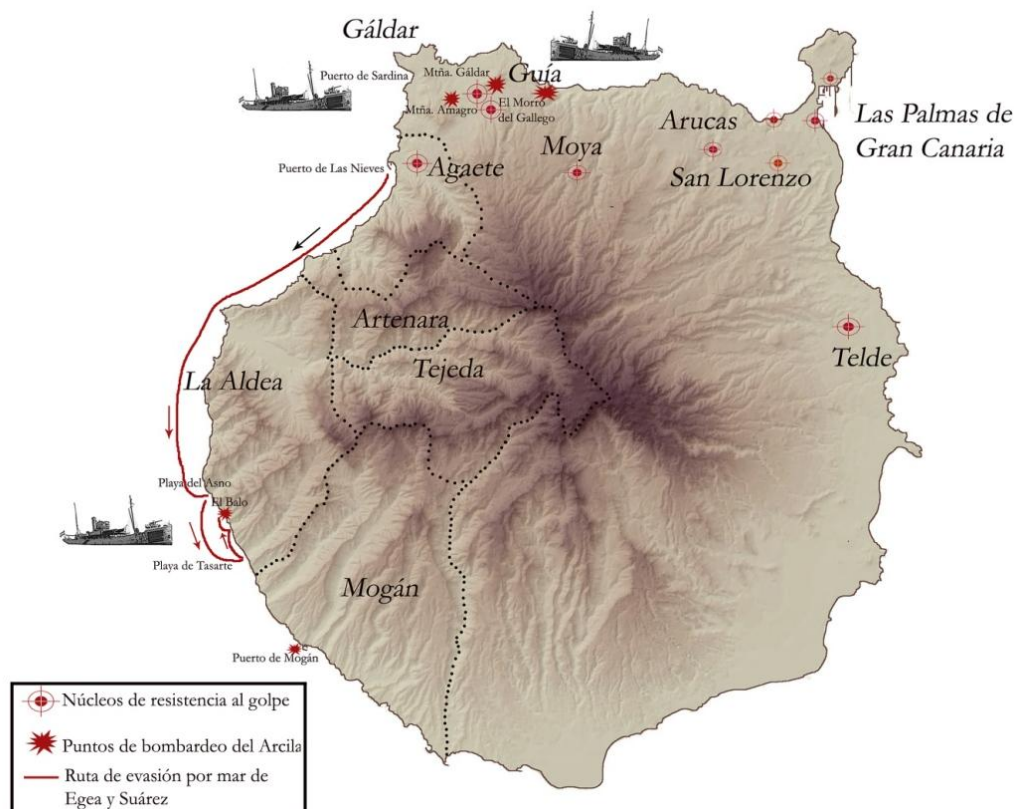 Gáldar
Puerto de Sardina
Mtña. Gáldar
Guía
Mtña. Amagro
El Morro
del Gallego
Arucas
Las Palmas de
Gran Canaria
Moya
Puerto de Las Nieves
Agaete
San Lorenzo
Artenara
Telde
Tejeda
La Aldea
Playa del Asno
El Balo
Playa de Tasarte
Mogán
Puerto de Mogán
Núcleos de resistencia al golpe
Puntos de bombardeo del Arcila
Ruta de evasión por mar de
Egea y Suárez